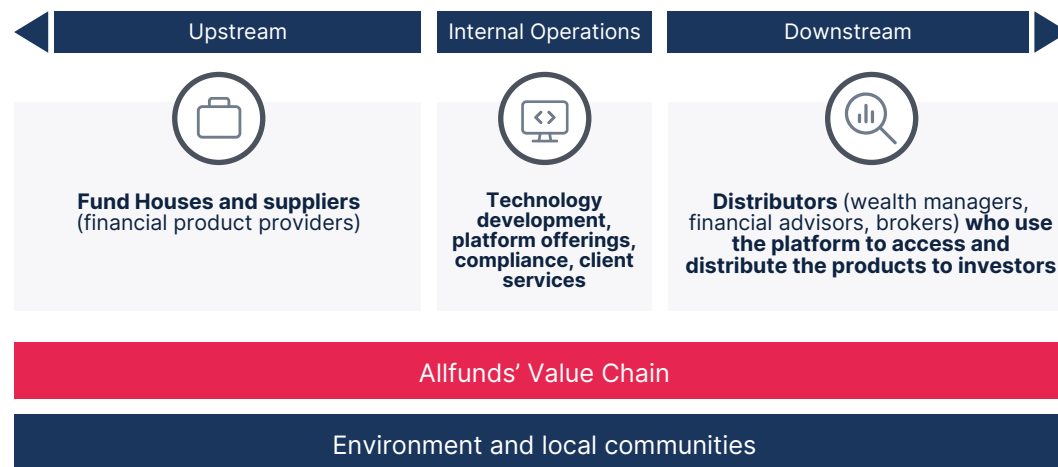 Upstream
Internal Operations
Downstream
Fund Houses and suppliers
(financial product providers)
Technology
development,
platform offerings,
compliance, client
services
Distributors (wealth managers,
financial advisors, brokers) who use
the platform to access and
distribute the products to investors
Allfunds’ Value Chain
Environment and local communities